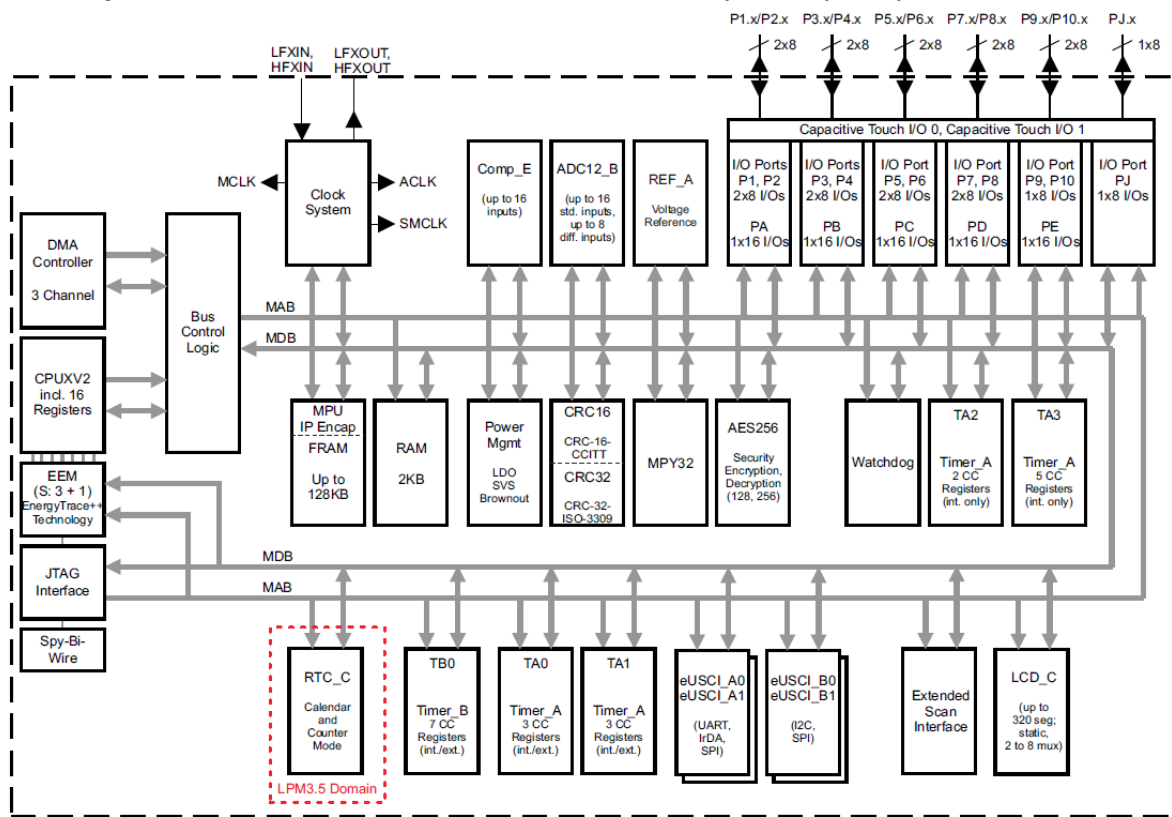 P1.x/P2.x P3.x/P4.x P5.x/P6.x P7.x/P8.x P9.x/P10.x PJ.x
2x8 2x8 2x8 2x8 2x8 1x8
LFXIN,
HFXIN
LFXOUT,
HFXOUT
Capacitive Touch I/O 0, Capacitive Touch I/O 1
MCLK
Clock
System
ACLK
SMCLK
Comp_E
(up to 16
inputs)
ADC12_B
(up to 16
std. inputs,
up to 8
diff. inputs)
REF_A
Voltage
Reference
I/O Ports
P1, P2
2x8 I/Os
PA
1x16 I/Os
I/O Ports
P3, P4
2x8 I/Os
PB
1x16 I/Os
I/O Port
P5, P6
2x8 I/Os
PC
1x16 I/Os
I/O Port
P7, P8
2x8 I/Os
PD
1x16 I/Os
I/O Port
P9, P10
1x8 I/Os
PE
1x16 I/Os
I/O Port
PJ
1x8 I/Os
DMA
Controller
3 Channel
Bus
Control
Logic
MAB
MDB
CPUXV2
incl. 16
Registers
MPU
IP Encap
FRAM
Up to
128KB
RAM
2KB
Power
Mgmt
LDO
SVS
Brownout
CRC16
CRC-16-
CCITT
CRC32
CRC-32-
ISO-3309
MPY32
AES256
Security
Encryption,
Decryption
(128, 256)
Watchdog
TA2
Timer_A
2 CC
Registers
(int. only)
TA3
Timer_A
5 CC
Registers
(int. only)
EEM
(S: 3 + 1)
EnergyTrace++
Technology
MDB
JTAG
Interface
MAB
Spy-Bi-
Wire
RTC_C
Calendar
and
Counter
Mode
LPM3.5 Domain
TB0
Timer_B
7 CC
Registers
(int./ext.)
TA0
Timer_A
3 CC
Registers
(int./ext.)
TA1
Timer_A
3 CC
Registers
(int./ext.)
eUSCI_A0
eUSCI_A1
(UART,
IrDA,
SPI)
eUSCI_B0
eUSCI_B1
(I2C,
SPI)
Extended
Scan
Interface
LCD_C
(up to
320 seg;
static,
2 to 8 mux)